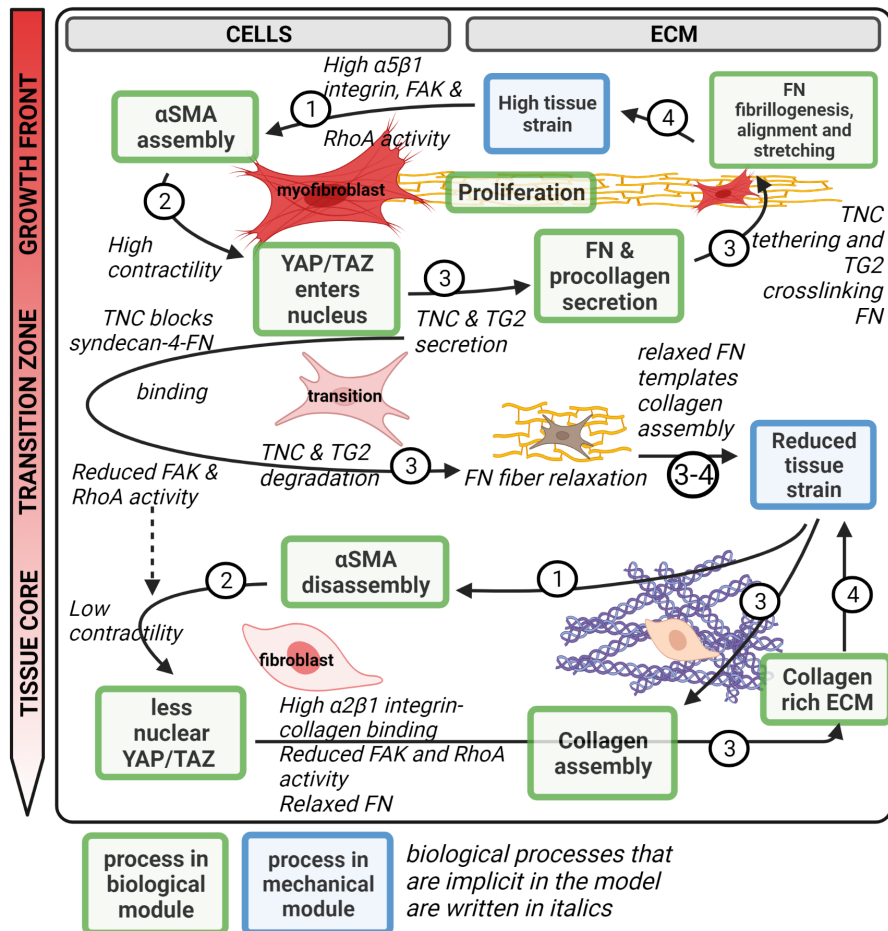 GROWTH FRONT
TRANSITION ZONE
TISSUE CORE
CELLS
ECM
High α5β1
integrin, FAK &
RhoA activity
1
αSMA
assembly
High tissue
strain
4
FN
fibrillogenesis,
alignment and
stretching
2
myofibroblast
Proliferation
High
contractility
YAP/TAZ
enters
nucleus
3
FN &
procollagen
secretion
3
TNC
tethering and
TG2
crosslinking
FN
TNC & TG2
secretion
TNC blocks
syndecan-4-FN
binding
transition
relaxed FN
templates
collagen
assembly
TNC & TG2
degradation
3
FN fiber relaxation
3-4
Reduced
tissue
strain
Reduced FAK &
RhoA activity
2
αSMA
disassembly
1
3
4
Low
contractility
fibroblast
less
nuclear
YAP/TAZ
High α2β1 integrin-
collagen binding
Reduced FAK and RhoA
activity
Relaxed FN
Collagen
assembly
3
Collagen
rich ECM
process in
biological
module
process in
mechanical
module
biological processes that
are implicit in the model
are written in italics